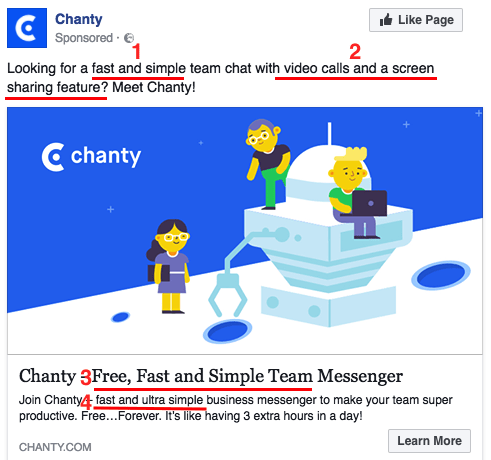 Chanty
Like Page
Sponsored ·
1 2
Looking for a fast and simple team chat with video calls and a screen
sharing feature? Meet Chanty!
chanty
Chanty 3 Free, Fast and Simple Team Messenger
Join Chanty - fast and ultra simple business messenger to make your team super
4
productive. Free...Forever. It's like having 3 extra hours in a day!
Learn More
CHANTY.COM